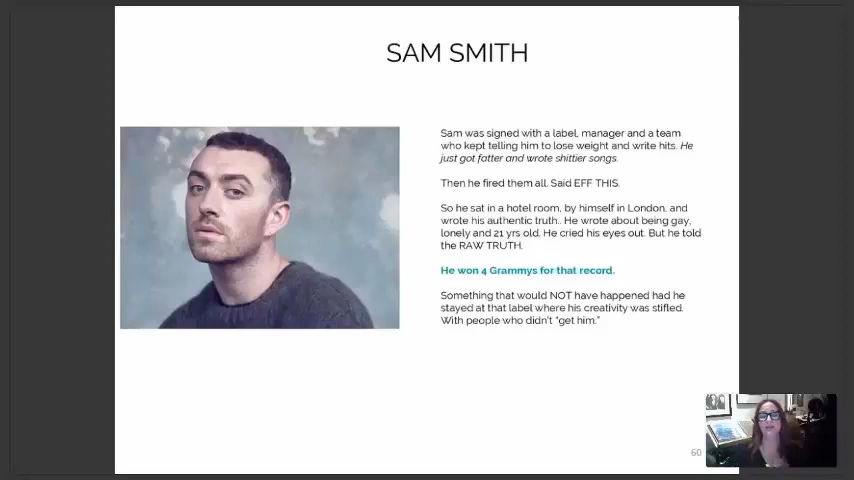 SAM SMITH
Sam was signed with a label, manager and a team
who kept telling him to lose weight and write hits. He
just got fatter and wrote shittier songs.
Then he fired them all. Said EFF THIS.
So he sat in a hotel room, by himself in London, and
wrote his authentic truth.. He wrote about being gay,
lonely and 21 yrs old. He cried his eyes out. But he told
the RAW TRUTH.
He won 4 Grammys for that record.
Something that would NOT have happened had he
stayed at that label where his creativity was stifled.
With people who didn't "get him."
60